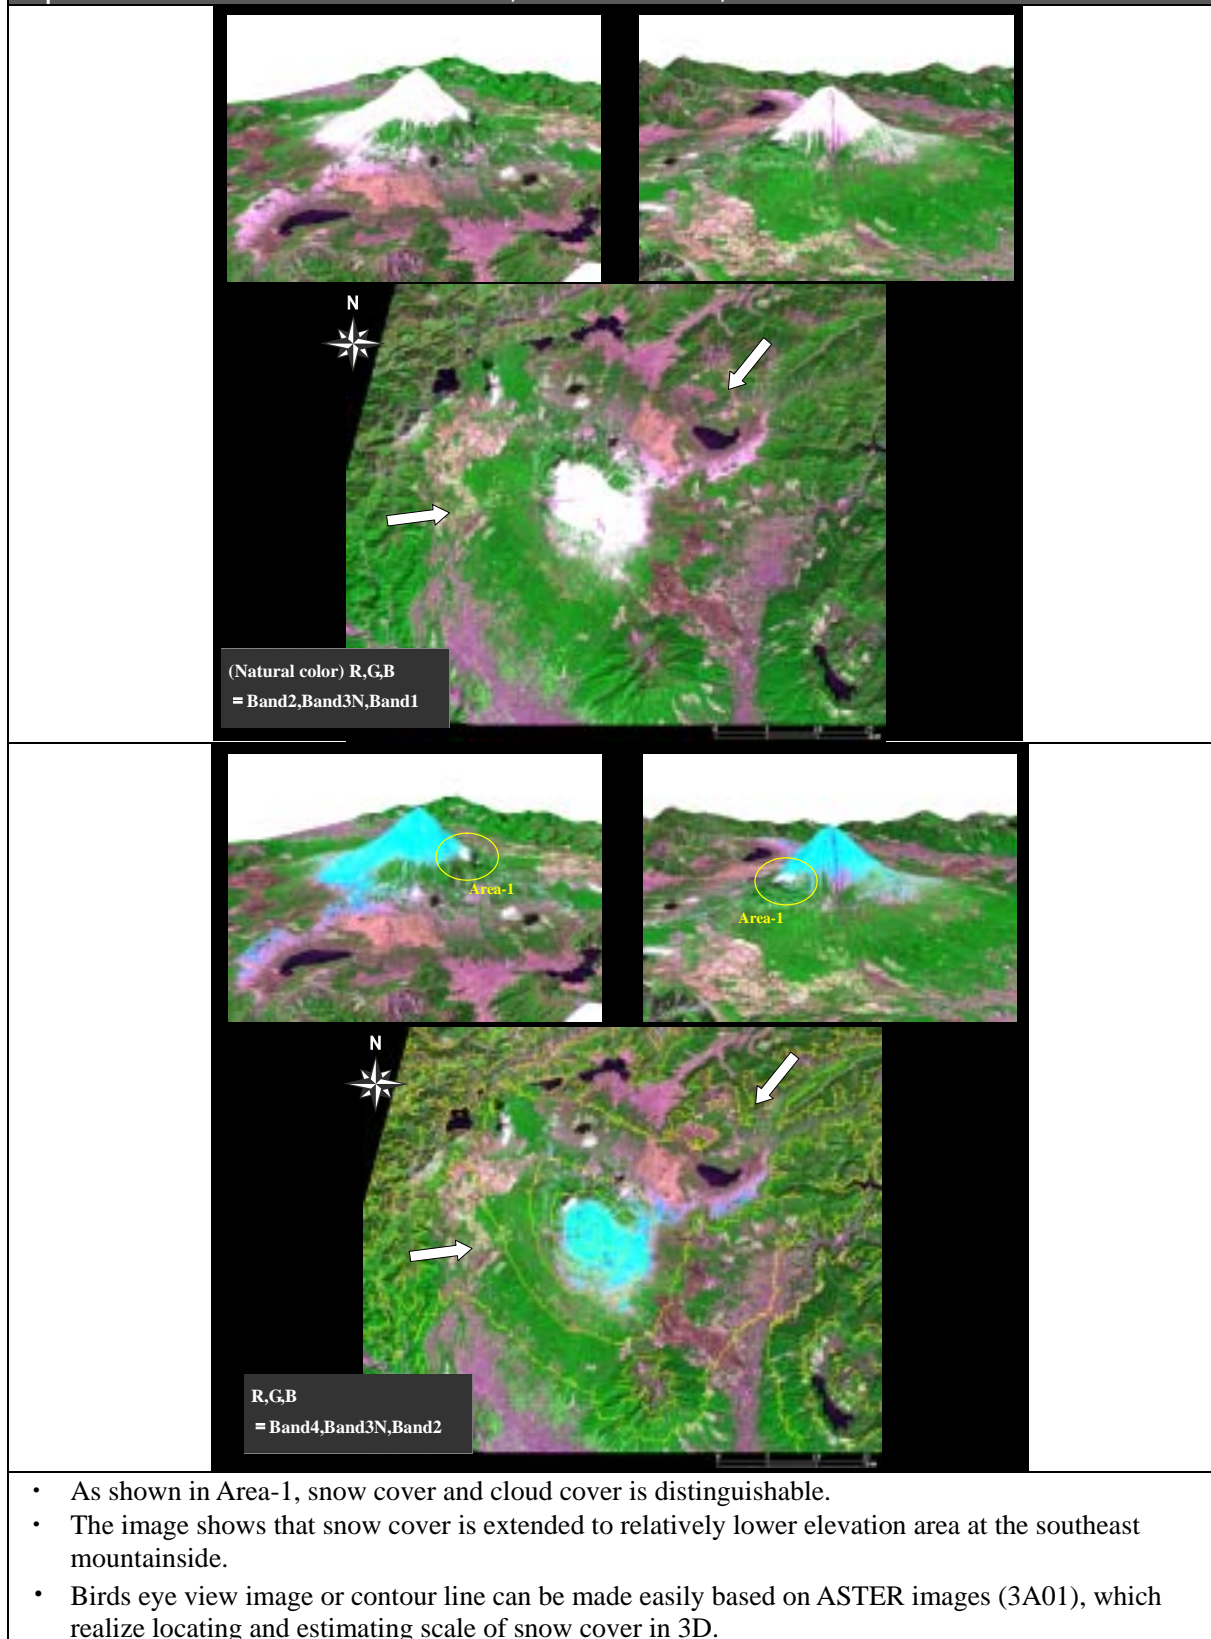 N
(Natural color) R,G,B
= Band2,Band3N,Band1
Area-1
Area-1
N
R,G,B
= Band4,Band3N,Band2
・ As shown in Area-1, snow cover and cloud cover is distinguishable.
・ The image shows that snow cover is extended to relatively lower elevation area at the southeast
mountainside.
・ Birds eye view image or contour line can be made easily based on ASTER images (3A01), which
realize locating and estimating scale of snow cover in 3D.